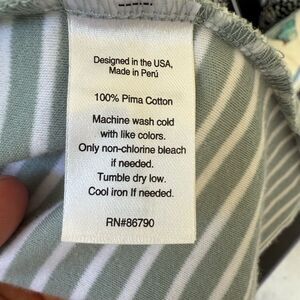 Designed in the USA,
Made in Perú
100% Pima Cotton
Machine wash cold
with like colors.
Only non-chlorine bleach
if needed.
Tumble dry low.
Cool iron If needed.
RN#86790